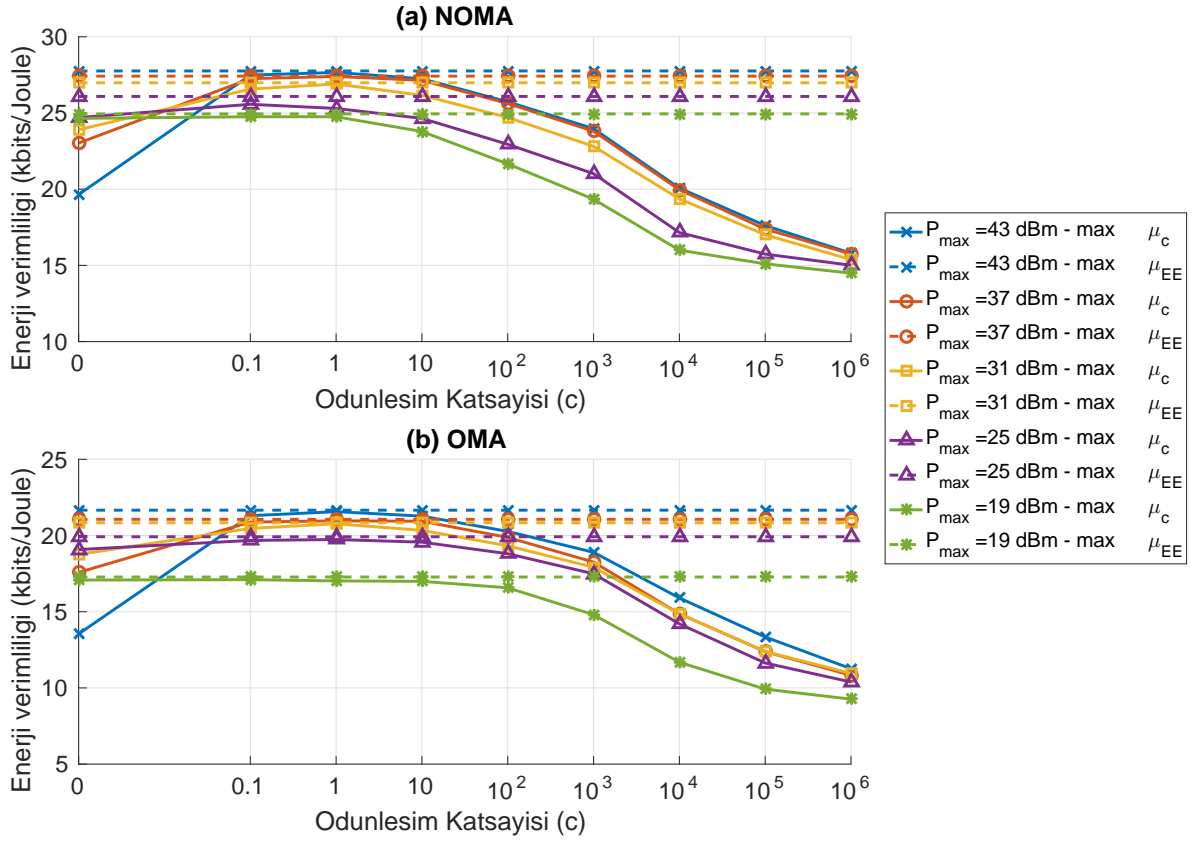 (a) NOMA
30
25
20
15
10
Enerji verimliligi (kbits/Joule)
0 0.1 1 10 10^2 10^3 10^4 10^5 10^6
Odunlesim Katsayisi (c)
(b) OMA
25
20
15
10
5
Enerji verimliligi (kbits/Joule)
0 0.1 1 10 10^2 10^3 10^4 10^5 10^6
Odunlesim Katsayisi (c)
P_max =43 dBm - max μ_c
P_max =43 dBm - max μ_EE
P_max =37 dBm - max μ_c
P_max =37 dBm - max μ_EE
P_max =31 dBm - max μ_c
P_max =31 dBm - max μ_EE
P_max =25 dBm - max μ_c
P_max =25 dBm - max μ_EE
P_max =19 dBm - max μ_c
P_max =19 dBm - max μ_EE